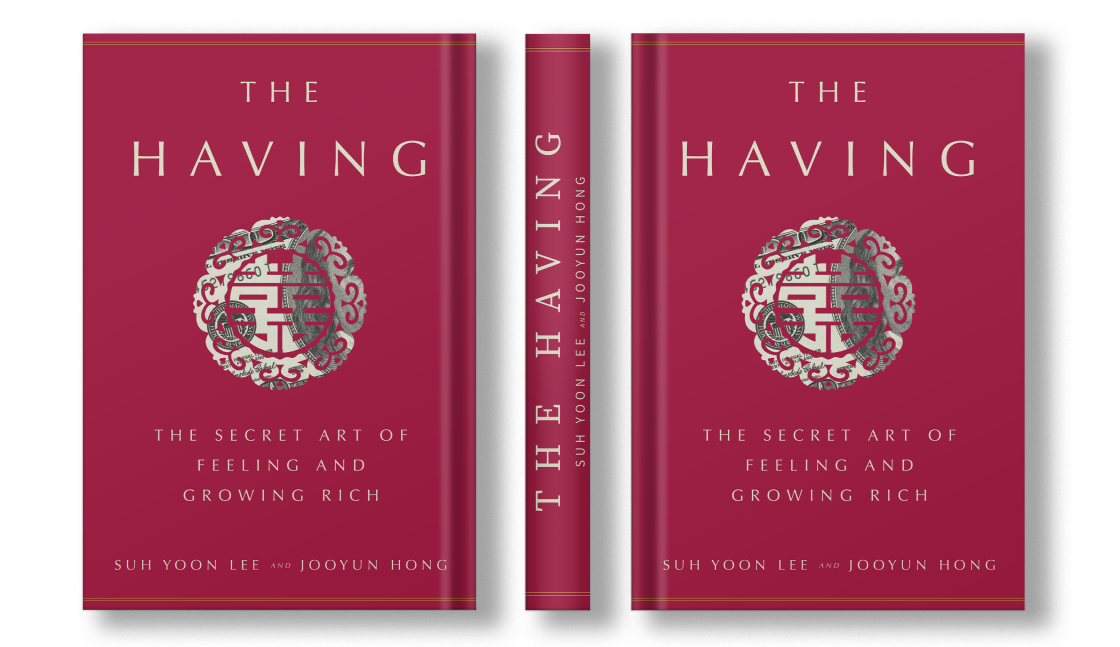 THE
HAVING
THE SECRET ART OF
FEELING AND
GROWING RICH
SUH YOON LEE AND JOOYUN HONG
THE HAVING
SUH YOON LEE AND JOOYUN HONG
THE
HAVING
THE SECRET ART OF
FEELING AND
GROWING RICH
SUH YOON LEE AND JOOYUN HONG